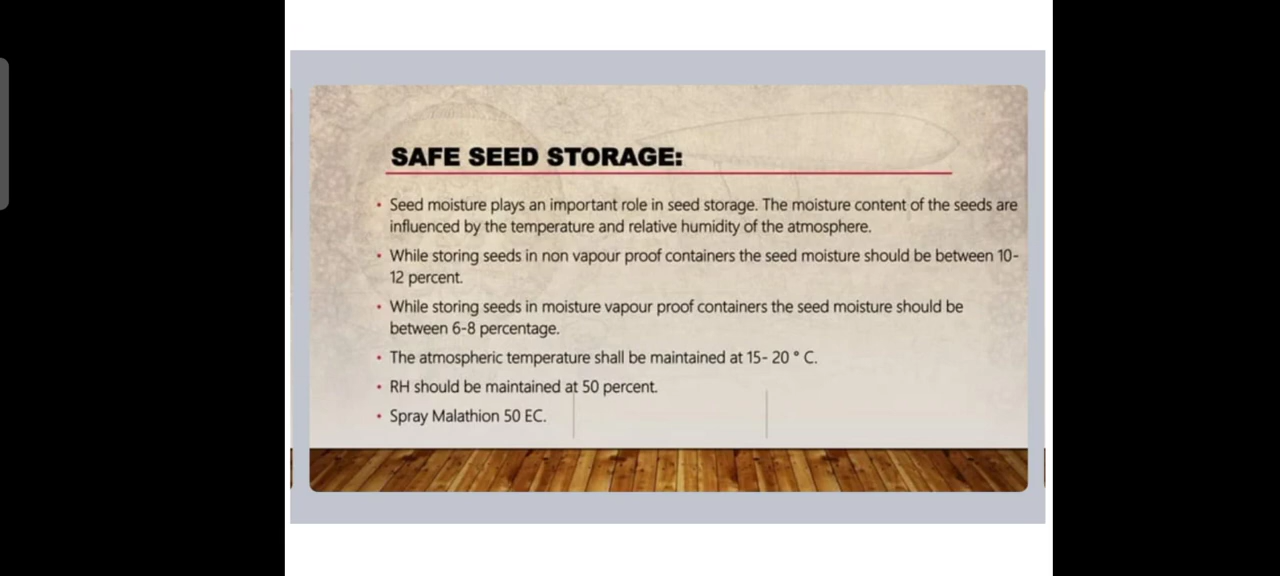 SAFE SEED STORAGE:
• Seed moisture plays an important role in seed storage. The moisture content of the seeds are
influenced by the temperature and relative humidity of the atmosphere.
• While storing seeds in non vapour proof containers the seed moisture should be between 10-
12 percent.
• While storing seeds in moisture vapour proof containers the seed moisture should be
between 6-8 percentage.
• The atmospheric temperature shall be maintained at 15- 20 ° C.
• RH should be maintained at 50 percent.
• Spray Malathion 50 EC.